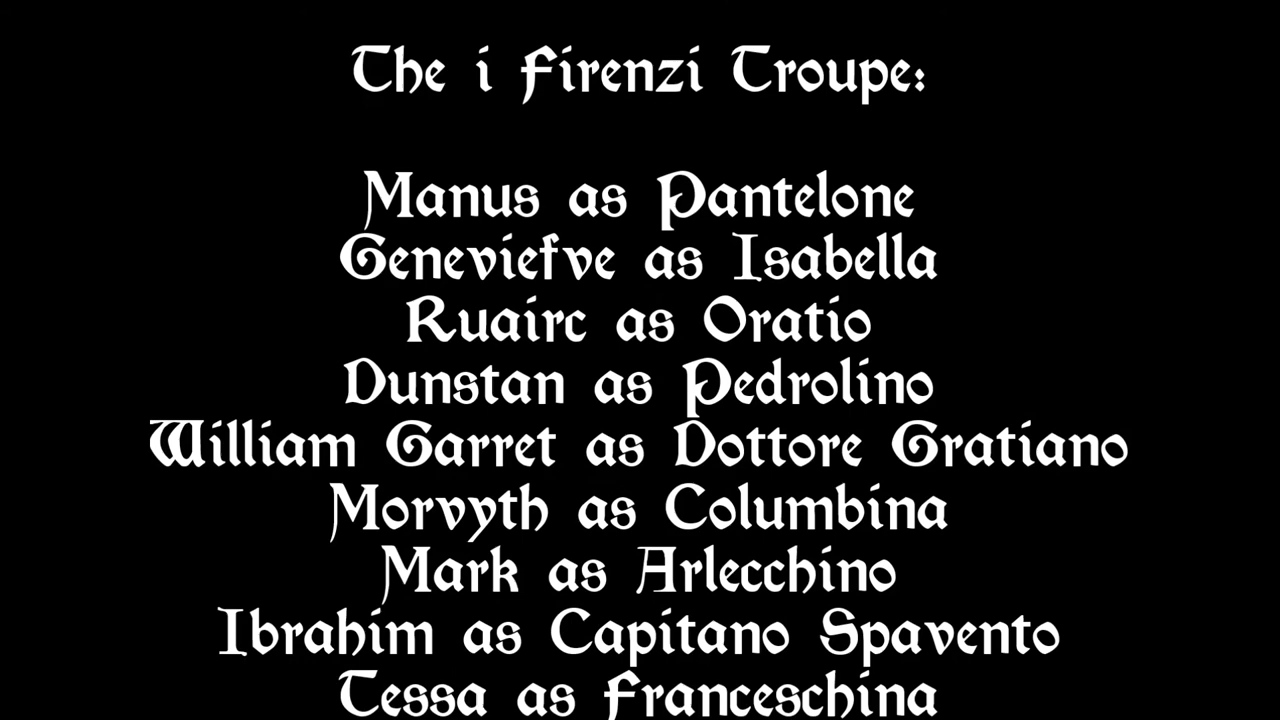 The i Firenzi Troupe:
Manus as Pantelone
Geneviefve as Isabella
Ruairc as Oratio
Dunstan as Pedrolino
William Garret as Dottore Gratiano
Morvyth as Columbina
Mark as Arlecchino
Ibrahim as Capitano Spavento
Tessa as Franceschina